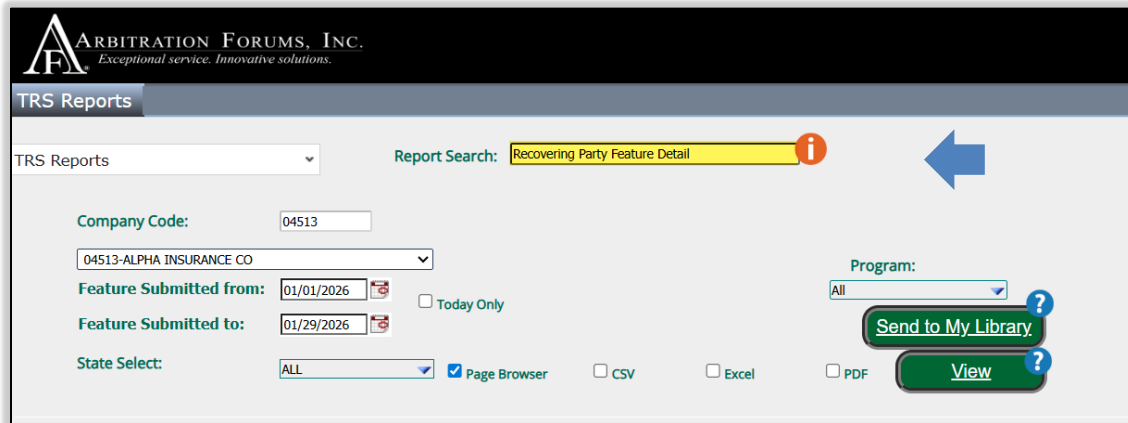 ARBITRATION FORUMS, INC.
Exceptional service. Innovative solutions.
AF
TRS Reports
TRS Reports
Report Search: Recovering Party Feature Detail
i
Company Code: 04513
04513-ALPHA INSURANCE CO
Program:
Feature Submitted from: 01/01/2026
Today Only
All
Feature Submitted to: 01/29/2026
?
Send to My Library
State Select: ALL
Page Browser
CSV
Excel
PDF
?
View